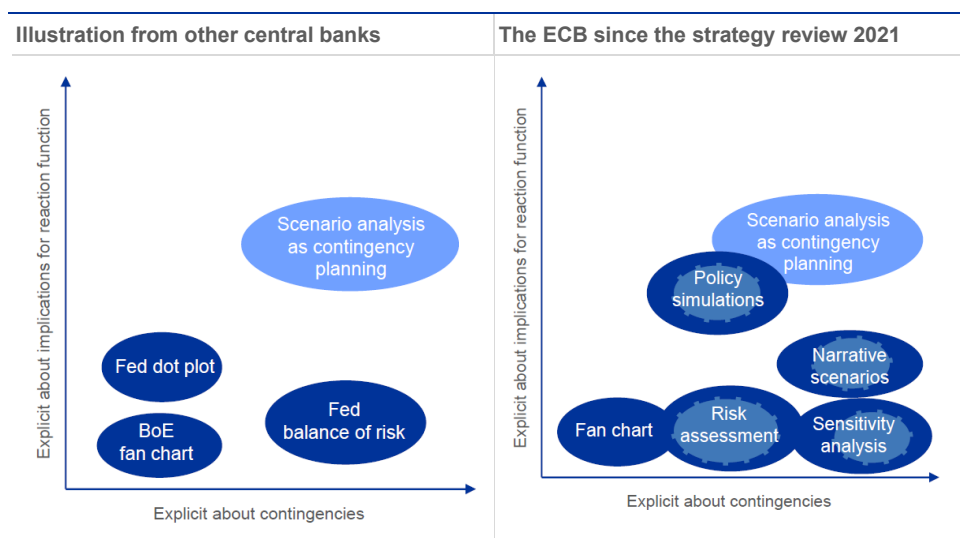 Illustration from other central banks
Explicit about implications for reaction function
Scenario analysis
as contingency
planning
Fed dot plot
BoE
fan chart
Fed
balance of risk
Explicit about contingencies
The ECB since the strategy review 2021
Explicit about implications for reaction function
Scenario analysis
as contingency
planning
Policy
simulations
Narrative
scenarios
Fan chart
Risk
assessment
Sensitivity
analysis
Explicit about contingencies